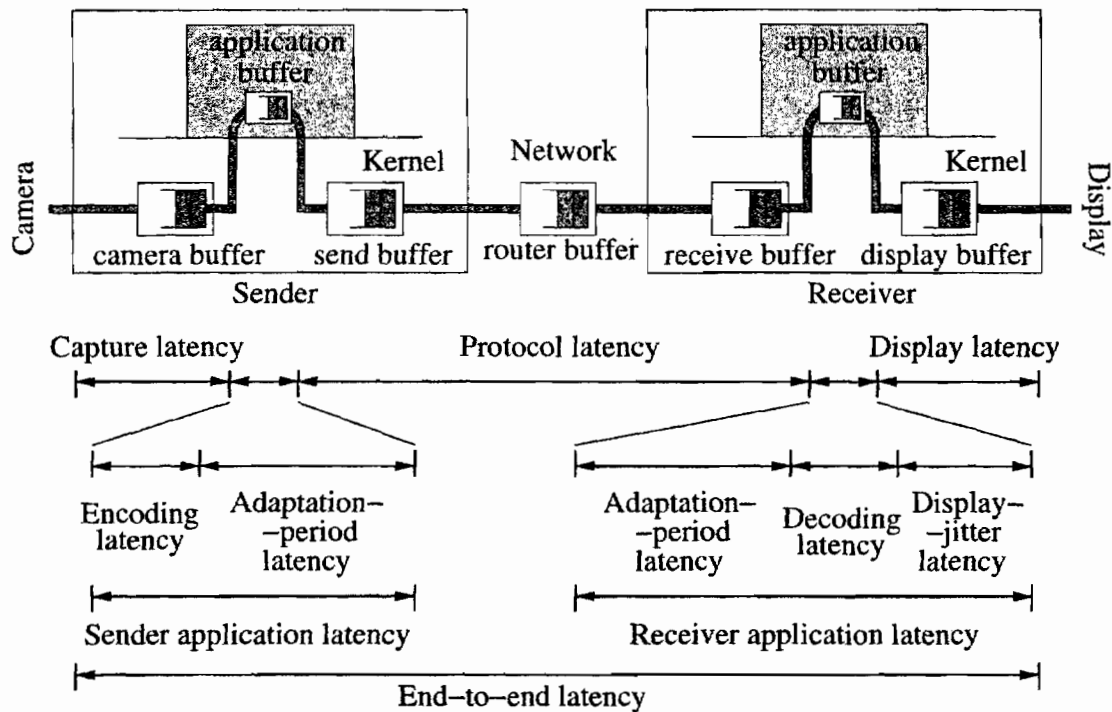 application
buffer
application
buffer
Kernel
Network
Kernel
Camera
Display
camera buffer
send buffer
router buffer
receive buffer
display buffer
Sender
Receiver
Capture latency
Protocol latency
Display latency
Encoding
latency
Adaptation–
–period
latency
Adaptation–
–period
latency
Decoding
latency
Display–
–jitter
latency
Sender application latency
Receiver application latency
End–to–end latency